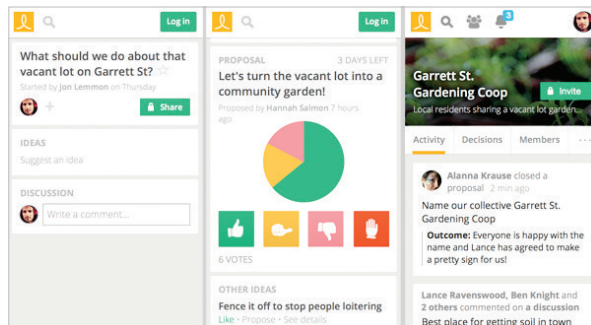 Log in
What should we do about that
vacant lot on Garrett St?
Started by Jon Lemmon on Thursday
Share
IDEAS
Suggest an idea
DISCUSSION
Write a comment...
Log in
PROPOSAL 3 DAYS LEFT
Let's turn the vacant lot into a
community garden!
Proposed by Hannah Salmon 7 hours
ago
6 VOTES
OTHER IDEAS
Fence it off to stop people loitering
Like • Propose • See details
3
Garrett St.
Gardening Coop
Invite
Local residents sharing a vacant lot garden...
Activity Decisions Members ...
Alanna Krause closed a
proposal 2 min ago
Name our collective Garrett St.
Gardening Coop
Outcome: Everyone is happy with the
name and Lance has agreed to make
a pretty sign for us!
Lance Ravenswood, Ben Knight and
2 others commented on a discussion
Best place for getting soil in town